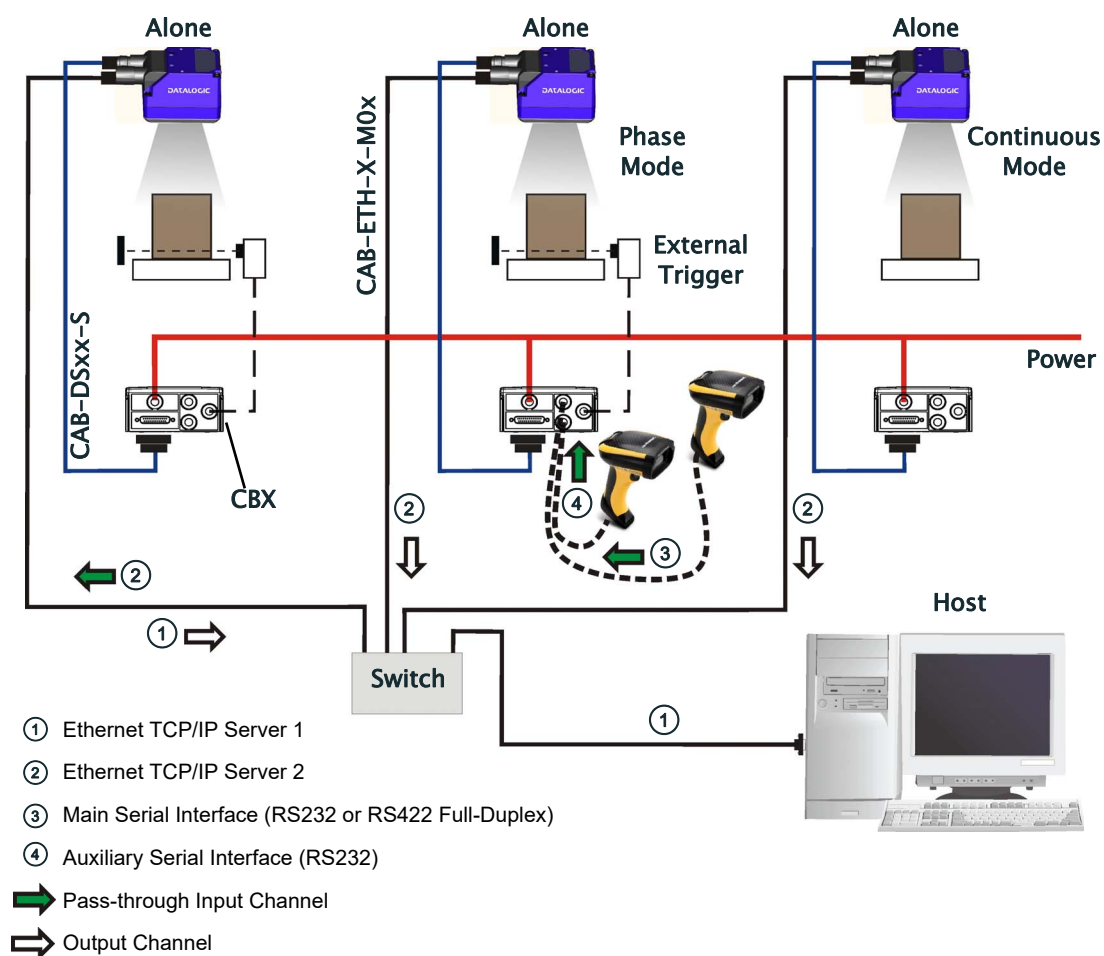 Alone
Alone
Alone
DATALOGIC
DATALOGIC
DATALOGIC
Phase
Mode
Continuous
Mode
CAB-ETH-X-M0x
External
Trigger
CAB-DSxx-S
Power
CBX
4
2
2
3
2
1
Host
Switch
1
1 Ethernet TCP/IP Server 1
2 Ethernet TCP/IP Server 2
3 Main Serial Interface (RS232 or RS422 Full-Duplex)
4 Auxiliary Serial Interface (RS232)
Pass-through Input Channel
Output Channel